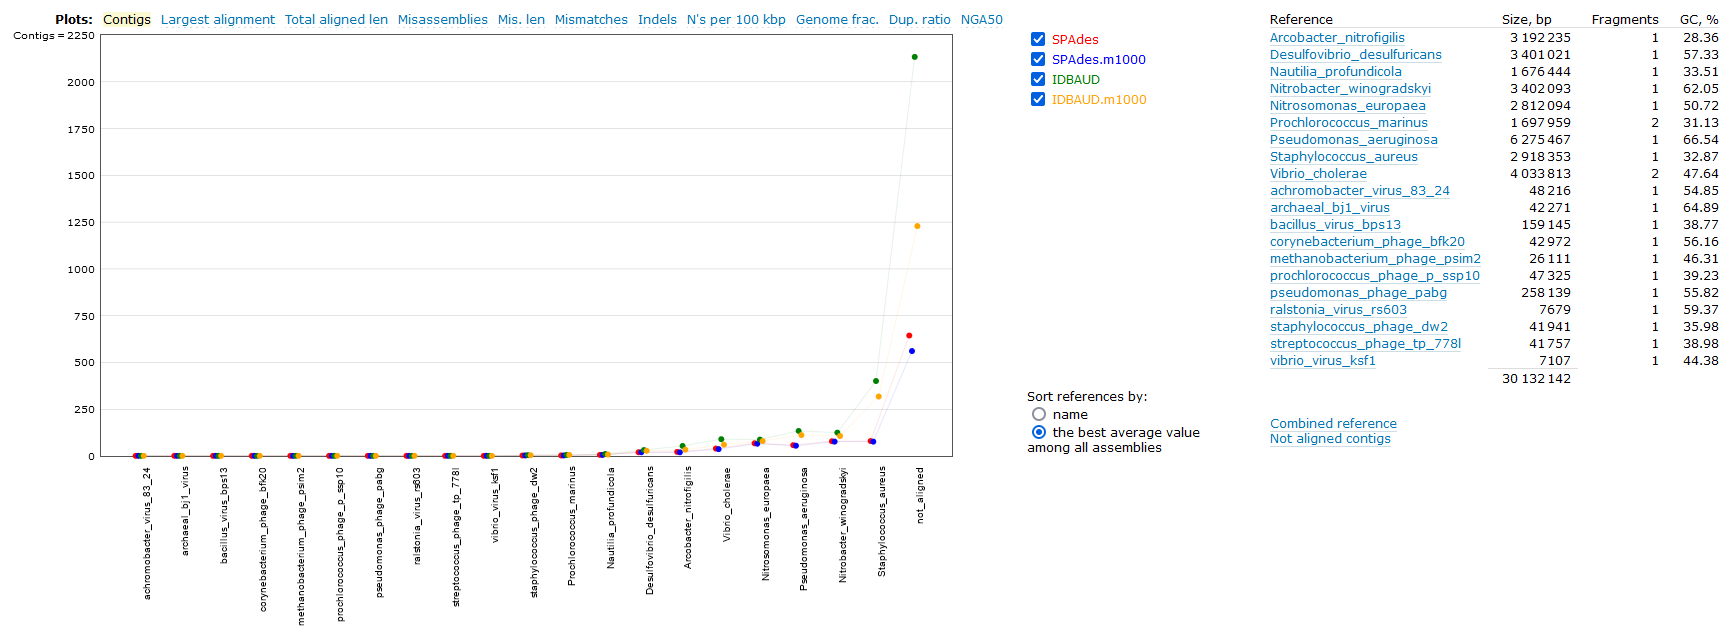 Plots: Contigs Largest alignment Total aligned len Misassemblies Mis. len Mismatches Indels N's per 100 kbp Genome frac. Dup. ratio NGA50
Contigs = 2250
2000
1750
1500
1250
1000
750
500
250
0
achromobacter_virus_83_24
archaeal_bj1_virus
bacillus_virus_bps13
corynebacterium_phage_bfk20
methanobacterium_phage_psim2
prochlorococcus_phage_p_ssp10
pseudomonas_phage_pabg
ralstonia_virus_rs603
streptococcus_phage_tp_778l
vibrio_virus_ksf1
staphylococcus_phage_dw2
Prochlorococcus_marinus
Nautilia_profundicola
Desulfovibrio_desulfuricans
Arcobacter_nitrofigilis
Vibrio_cholerae
Nitrosomonas_europaea
Pseudomonas_aeruginosa
Nitrobacter_winogradskyi
Staphylococcus_aureus
not_aligned
SPAdes
SPAdes.m1000
IDBAUD
IDBAUD.m1000
Sort references by:
name
the best average value
among all assemblies
Reference Size, bp Fragments GC, %
Arcobacter_nitrofigilis 3 192 235 1 28.36
Desulfovibrio_desulfuricans 3 401 021 1 57.33
Nautilia_profundicola 1 676 444 1 33.51
Nitrobacter_winogradskyi 3 402 093 1 62.05
Nitrosomonas_europaea 2 812 094 1 50.72
Prochlorococcus_marinus 1 697 959 2 31.13
Pseudomonas_aeruginosa 6 275 467 1 66.54
Staphylococcus_aureus 2 918 353 1 32.87
Vibrio_cholerae 4 033 813 2 47.64
achromobacter_virus_83_24 48 216 1 54.85
archaeal_bj1_virus 42 271 1 64.89
bacillus_virus_bps13 159 145 1 38.77
corynebacterium_phage_bfk20 42 972 1 56.16
methanobacterium_phage_psim2 26 111 1 46.31
prochlorococcus_phage_p_ssp10 47 325 1 39.23
pseudomonas_phage_pabg 258 139 1 55.82
ralstonia_virus_rs603 7679 1 59.37
staphylococcus_phage_dw2 41 941 1 35.98
streptococcus_phage_tp_778l 41 757 1 38.98
vibrio_virus_ksf1 7107 1 44.38
30 132 142
Combined reference
Not aligned contigs